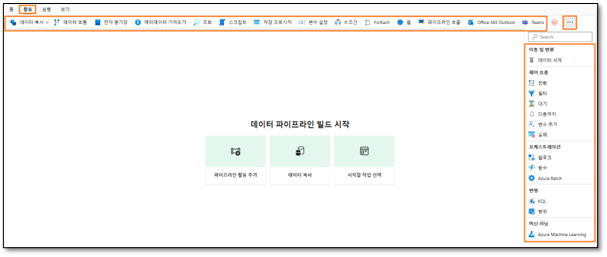 홈 활동 실행 보기
데이터 복사 데이터 흐름 전자 필기장 메타데이터 가져오기 조회 스크립트 저장 프로시저 변수 설정 If 조건 ForEach 웹 파이프라인 호출 Office 365 Outlook Teams ...
Search
이동 및 변환
데이터 삭제
제어 흐름
전환
필터
대기
다음까지
변수 추가
실패
오케스트레이션
웹후크
함수
Azure Batch
변환
KQL
범위
머신 러닝
Azure Machine Learning
데이터 파이프라인 빌드 시작
파이프라인 활동 추가 데이터 복사 시작할 작업 선택